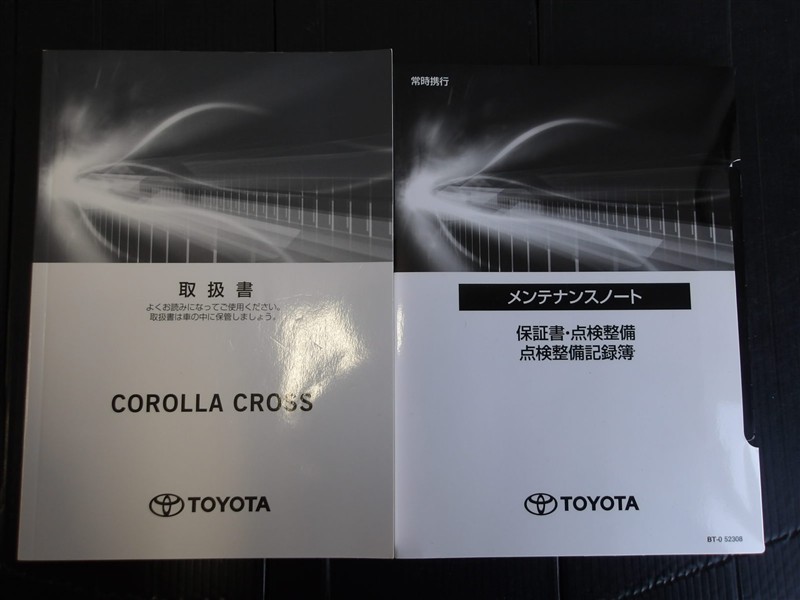 取扱書
よくお読みになってご使用ください。
取扱書は車の中に保管しましょう。
COROLLA CROSS
TOYOTA
常時携行
メンテナンスノート
保証書・点検整備
点検整備記録簿
TOYOTA
BT-0 52308